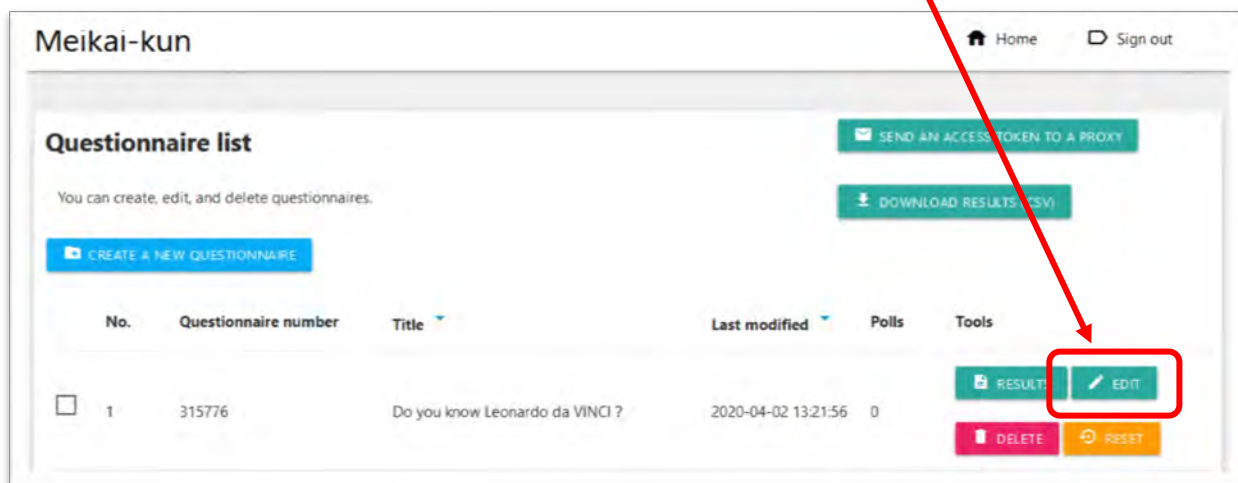 Meikai-kun
Home
Sign out
Questionnaire list
SEND AN ACCESS TOKEN TO A PROXY
You can create, edit, and delete questionnaires.
DOWNLOAD RESULTS (CSV)
CREATE A NEW QUESTIONNAIRE
No. Questionnaire number Title Last modified Polls Tools
RESULTS EDIT
1 315776 Do you know Leonardo da VINCI ? 2020-04-02 13:21:56 0
DELETE RESET